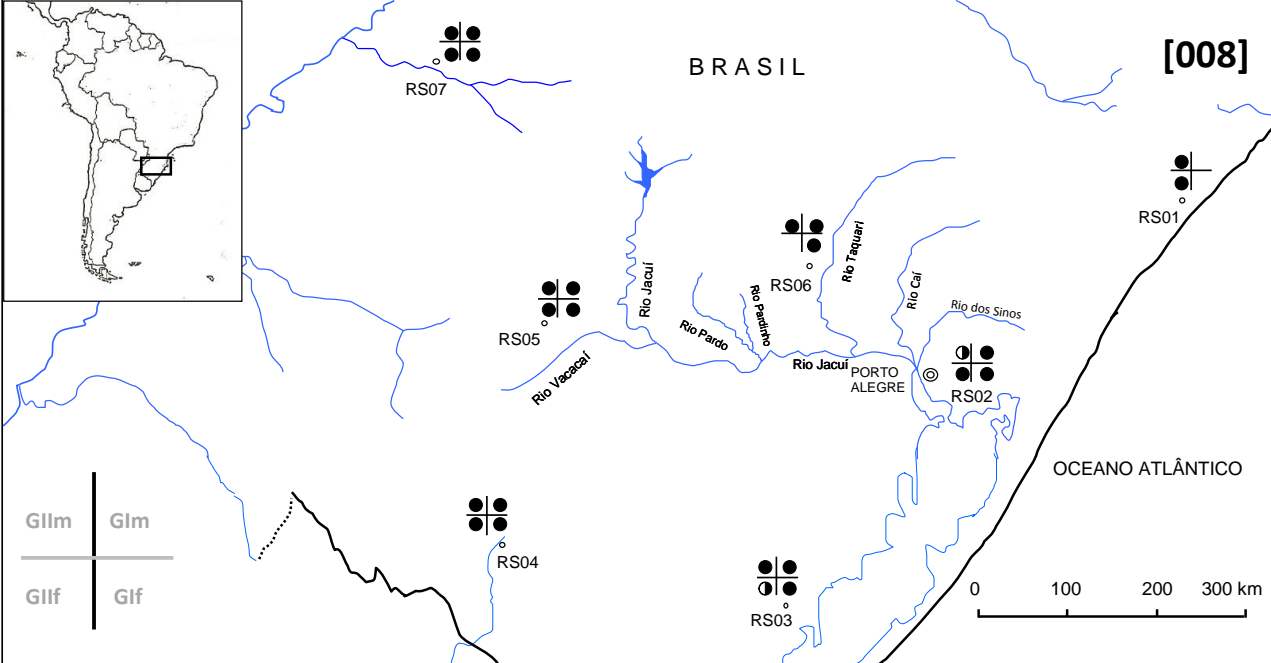 [008]
B R A S I L
RS07
RS01
Rio Taquari
RS06
Rio Caí
Rio Jacuí
Rio Pardinho
Rio dos Sinos
RS05
Rio Pardo
Rio Vacacaí
Rio Jacuí
PORTO
ALEGRE
RS02
OCEANO ATLÂNTICO
GIIm
GIm
GIIf
GIf
RS04
RS03
0 100 200 300 km